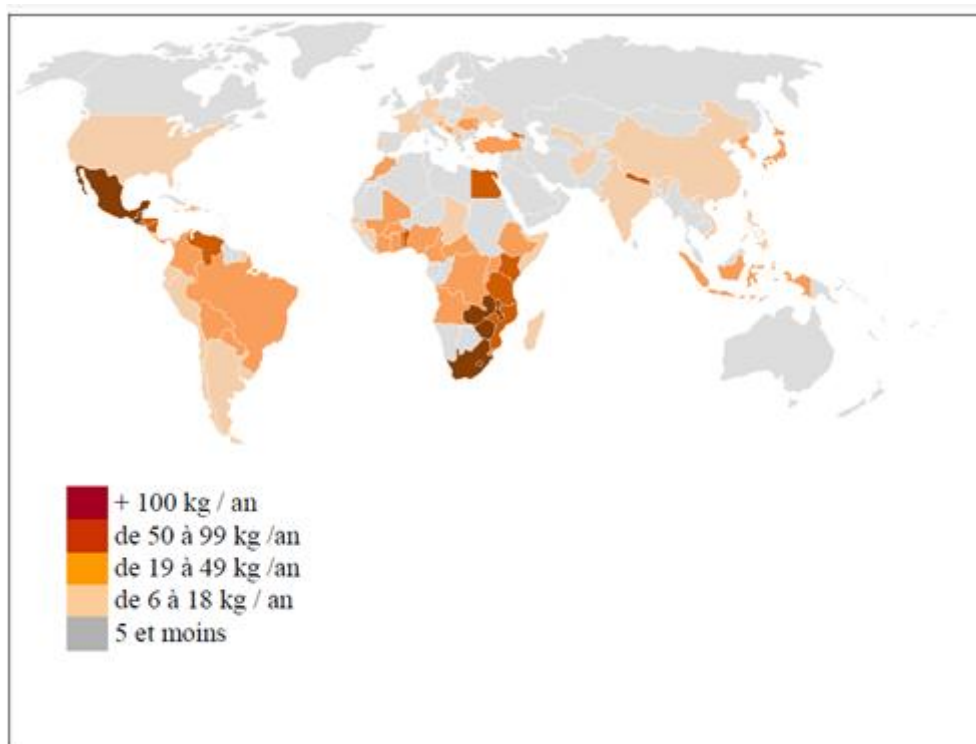 + 100 kg / an
de 50 à 99 kg /an
de 19 à 49 kg /an
de 6 à 18 kg / an
5 et moins